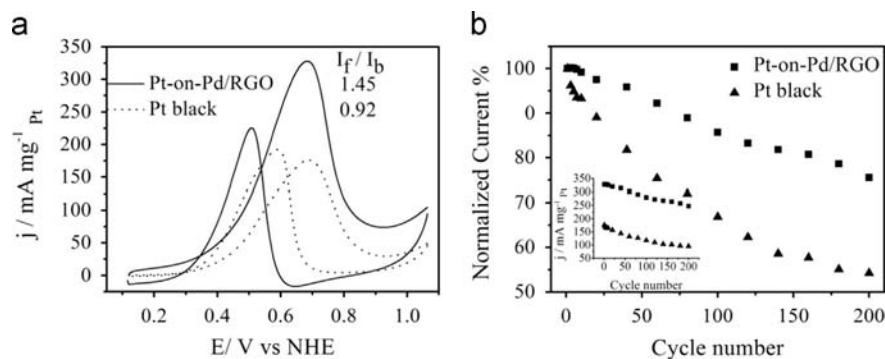 a
350
300
250
200
150
100
50
0
j / mA mg⁻¹ Pt
I f / I b
Pt-on-Pd/RGO 1.45
Pt black 0.92
0.2 0.4 0.6 0.8 1.0
E/ V vs NHE
b
100
0
80
70
60
50
Normalized Current %
Pt-on-Pd/RGO
Pt black
350
300
250
200
150
100
50
j / mA mg⁻¹ Pt
0 50 100 150 200
Cycle number
0 50 100 150 200
Cycle number